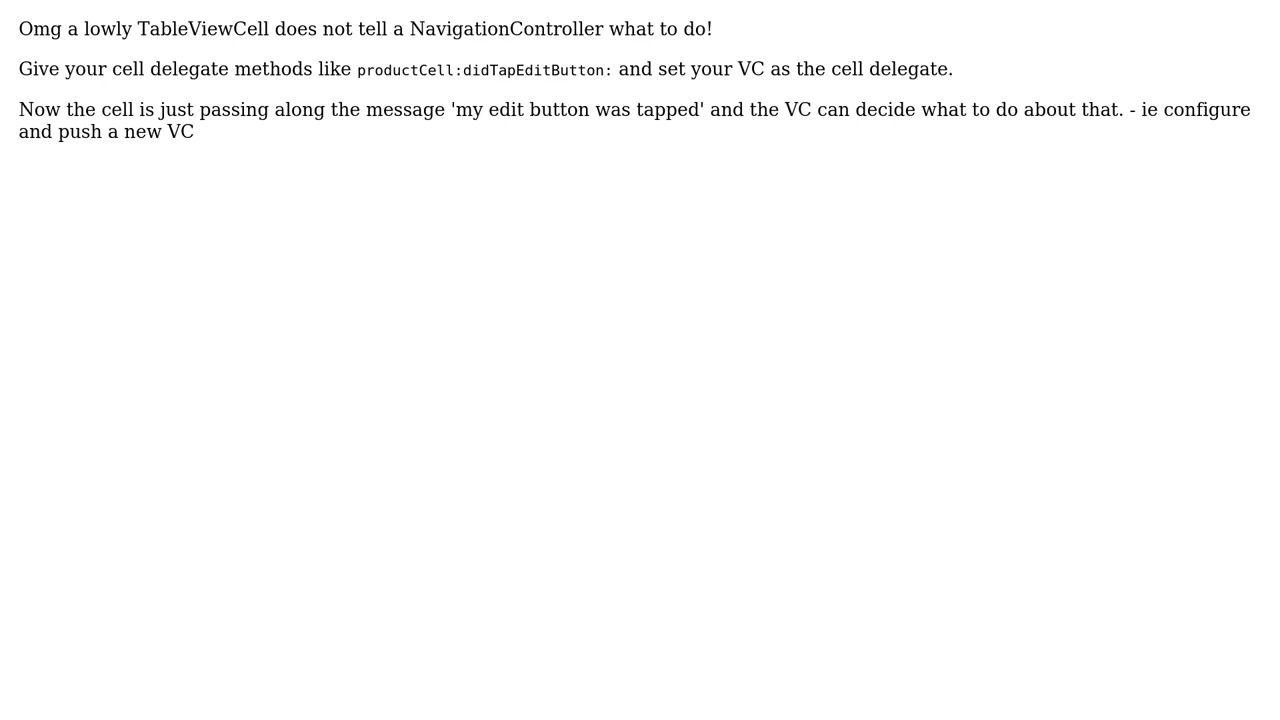 Omg a lowly TableViewCell does not tell a NavigationController what to do!
Give your cell delegate methods like productCell:didTapEditButton: and set your VC as the cell delegate.
Now the cell is just passing along the message 'my edit button was tapped' and the VC can decide what to do about that. - ie configure
and push a new VC